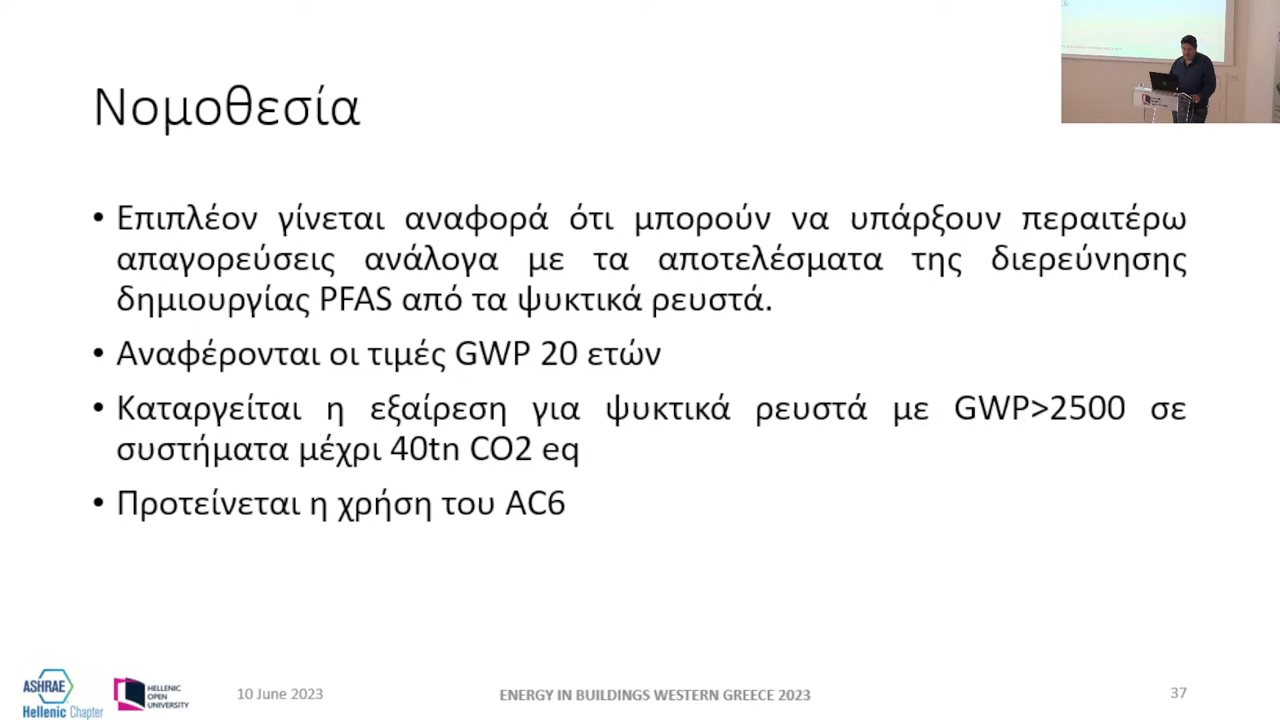 Νομοθεσία
• Επιπλέον γίνεται αναφορά ότι μπορούν να υπάρξουν περαιτέρω
απαγορεύσεις ανάλογα με τα αποτελέσματα της διερεύνησης
δημιουργίας PFAS από τα ψυκτικά ρευστά.
• Αναφέρονται οι τιμές GWP 20 ετών
• Καταργείται η εξαίρεση για ψυκτικά ρευστά με GWP>2500 σε
συστήματα μέχρι 40tn CO2 eq
• Προτείνεται η χρήση του AC6
ASHRAE
Hellenic Chapter
HELLENIC
OPEN
UNIVERSITY
10 June 2023
ENERGY IN BUILDINGS WESTERN GREECE 2023
37